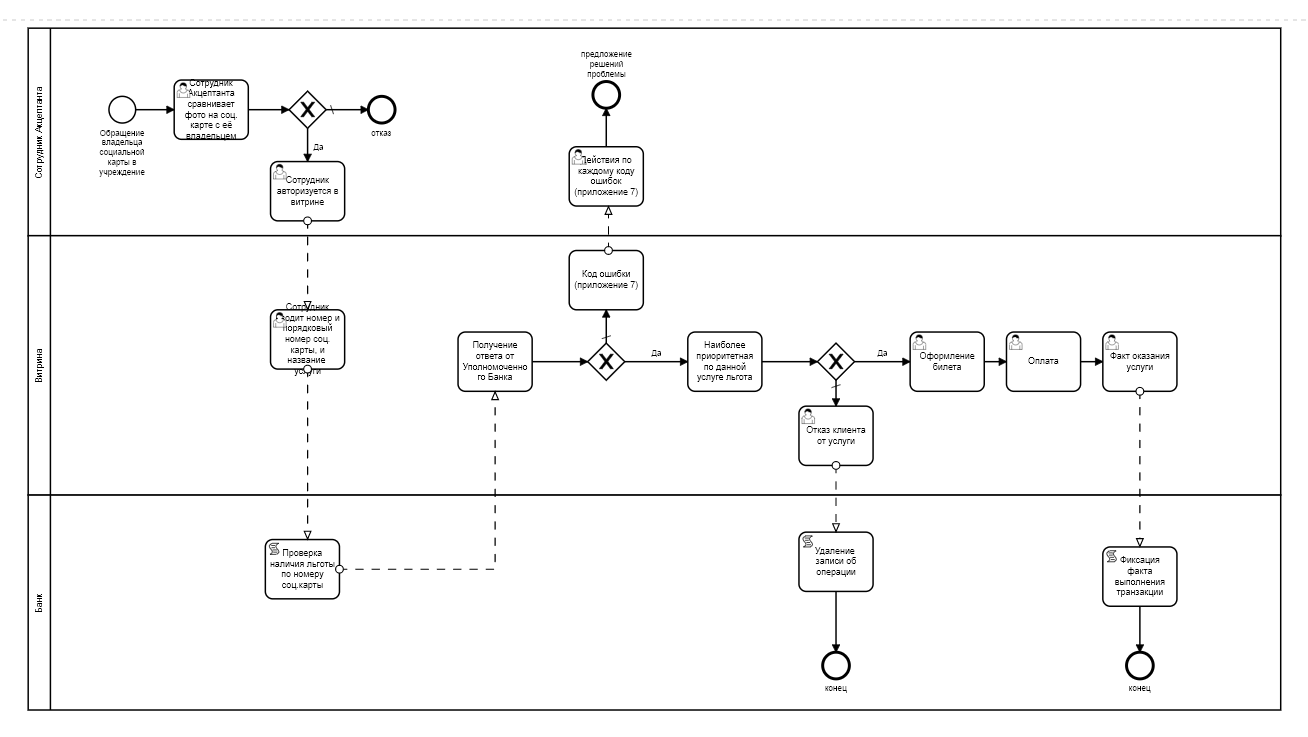 Сотрудник Акцептанта
Обращение
владельца
социальной
карты в
учреждение
Сотрудник
Акцептанта
сравнивает
фото на соц.
карте с её
владельцем
отказ
Да
Сотрудник
авторизуется в
витрине
предложение
решений
проблемы
Действия по
каждому коду
ошибок
(приложение 7)
Витрина
Сотрудник
вводит номер и
порядковый
номер соц.
карты, и
название
услуги
Получение
ответа от
Уполномоченно
го Банка
Код ошибки
(приложение 7)
Да
Наиболее
приоритетная
по данной
услуге льгота
Да
Отказ клиента
от услуги
Оформление
билета
Оплата
Факт оказания
услуги
Банк
Проверка
наличия льготы
по номеру
соц.карты
Удаление
записи об
операции
конец
Фиксация
факта
выполнения
транзакции
конец